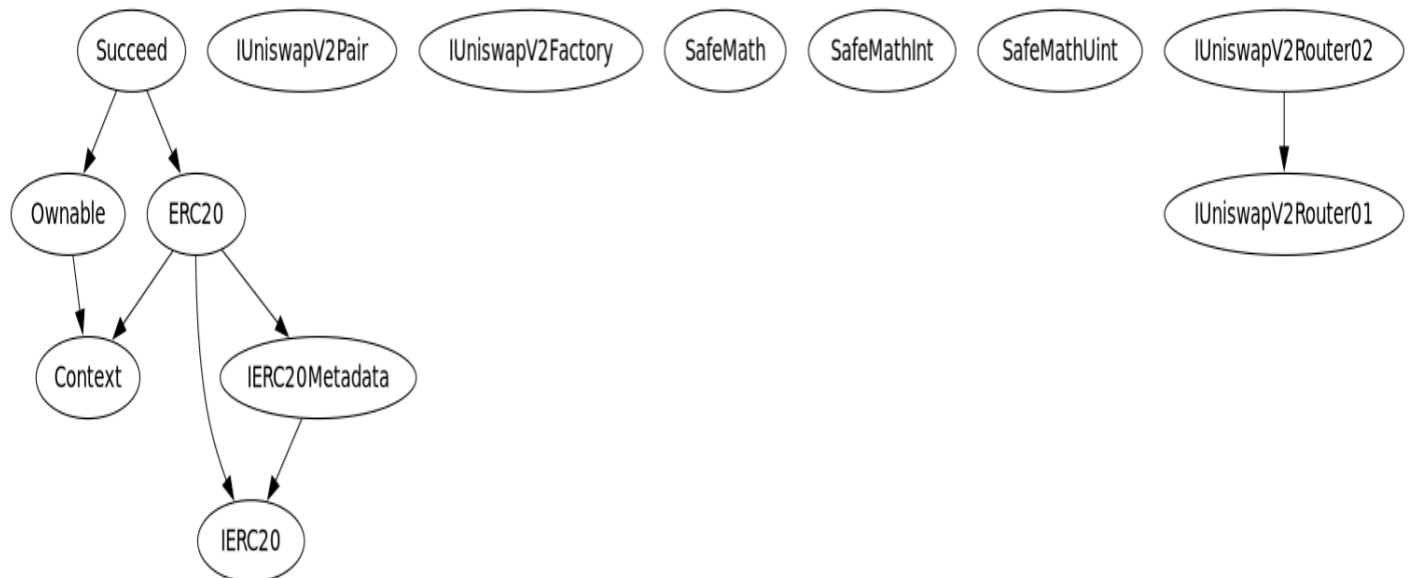 Succeed
IUniswapV2Pair
IUniswapV2Factory
SafeMath
SafeMathInt
SafeMathUint
IUniswapV2Router02
Ownable
ERC20
IUniswapV2Router01
Context
IERC20Metadata
IERC20